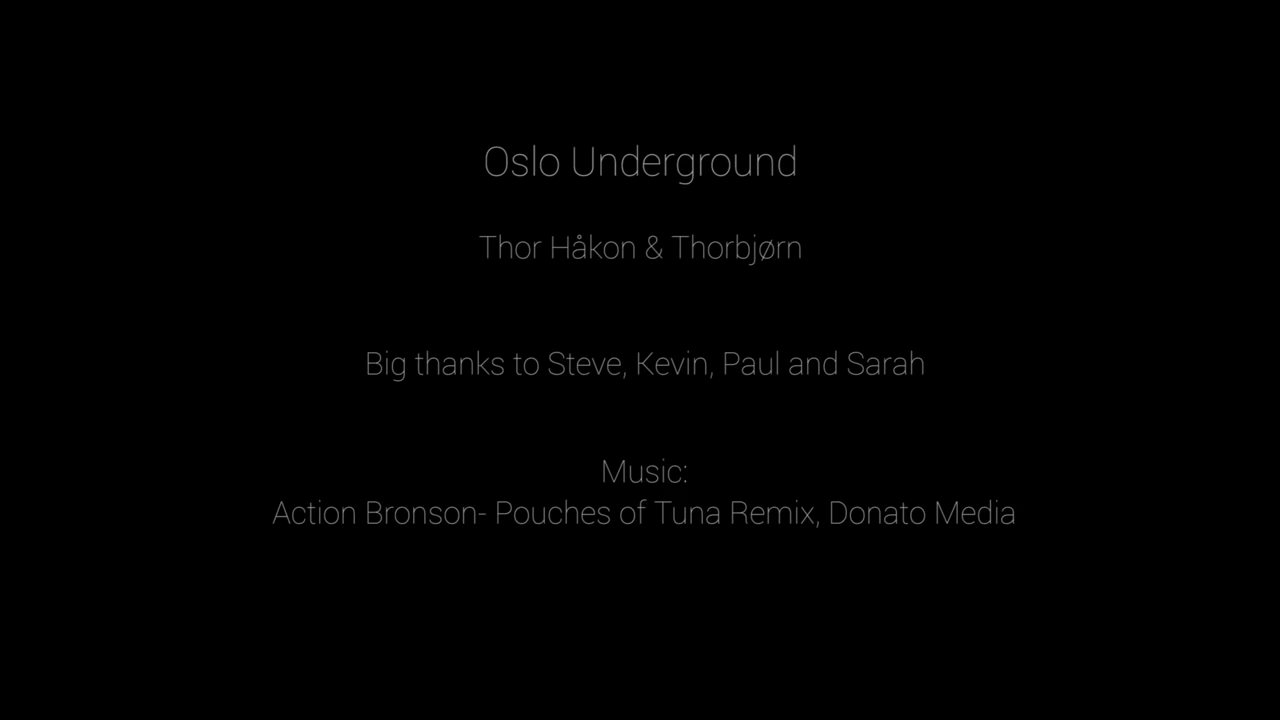 Oslo Underground
Thor Håkon & Thorbjørn
Big thanks to Steve, Kevin, Paul and Sarah
Music:
Action Bronson- Pouches of Tuna Remix, Donato Media